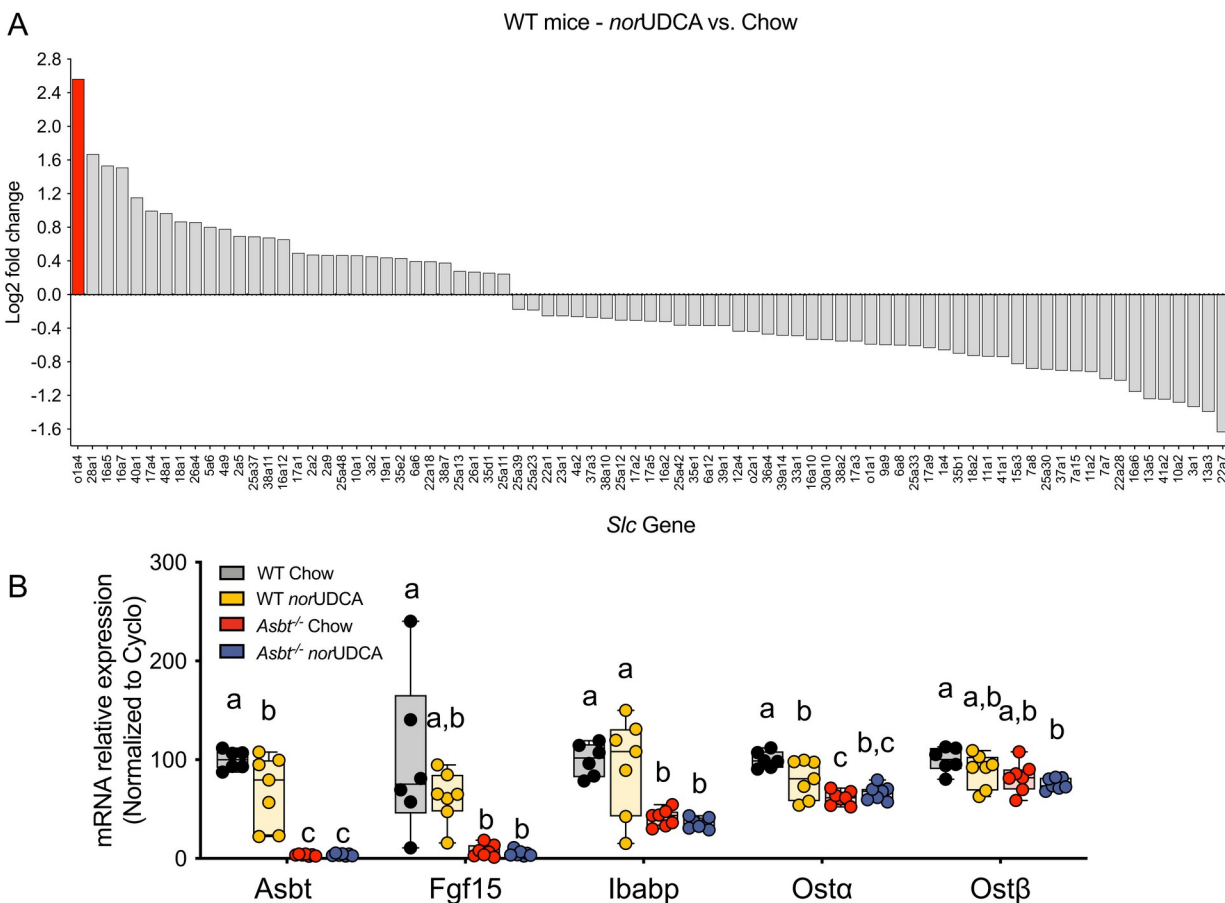 A
WT mice - norUDCA vs. Chow
Log2 fold change
2.8
2.4
2.0
1.6
1.2
0.8
0.4
0.0
-0.4
-0.8
-1.2
-1.6
o1a4 28a1 16a5 16a7 40a1 17a4 48a1 18a1 26a4 5a6 4a9 2a5 25a37 38a11 16a12 17a1 2a2 2a9 25a48 10a1 3a2 19a1 35e2 6a6 22a18 38a7 25a13 26a1 35d1 25a11 25a39 25a23 22a1 23a1 4a2 37a3 38a10 25a12 17a2 17a5 16a2 25a42 35e1 6a12 39a1 12a4 o2a1 36a4 39a14 33a1 16a10 30a10 38a2 17a3 o1a1 9a9 6a8 25a33 17a9 1a4 35b1 18a2 11a1 41a1 15a3 7a8 25a30 37a1 7a15 11a2 7a7 22a28 16a6 13a5 41a2 10a2 3a1 13a3 22a7
Slc Gene
B
mRNA relative expression
(Normalized to Cyclo)
300
200
100
0
WT Chow
WT norUDCA
Asbt-/- Chow
Asbt-/- norUDCA
a b c c
a a,b b b
a a b b
a b c b,c
a a,b a,b b
Asbt Fgf15 Ibabp Ostα Ostβ